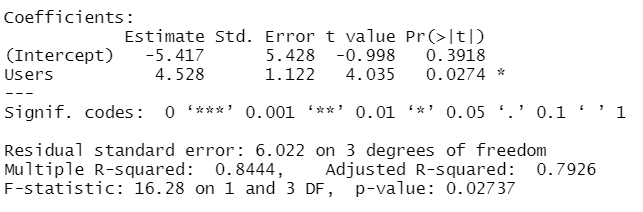 Coefficients:
            Estimate Std. Error t value Pr(>|t|)
(Intercept)   -5.417      5.428  -0.998   0.3918
Users          4.528      1.122   4.035   0.0274 *
---
Signif. codes:  0 ‘***’ 0.001 ‘**’ 0.01 ‘*’ 0.05 ‘.’ 0.1 ‘ ’ 1

Residual standard error: 6.022 on 3 degrees of freedom
Multiple R-squared:  0.8444,    Adjusted R-squared:  0.7926
F-statistic: 16.28 on 1 and 3 DF,  p-value: 0.02737